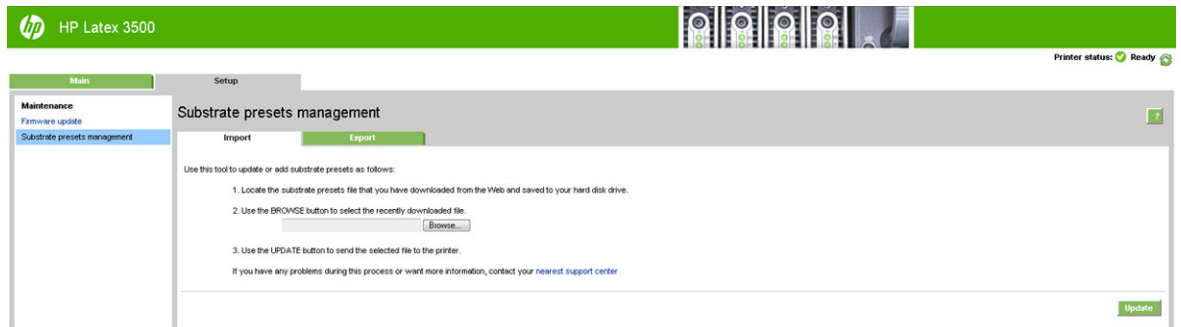 hp HP Latex 3500
Printer status: Ready
Main Setup
Maintenance
Firmware update
Substrate presets management
Substrate presets management
?
Import Export
Use this tool to update or add substrate presets as follows:
1. Locate the substrate presets file that you have downloaded from the Web and saved to your hard disk drive.
2. Use the BROWSE button to select the recently downloaded file.
Browse...
3. Use the UPDATE button to send the selected file to the printer.
If you have any problems during this process or want more information, contact your nearest support center
Update